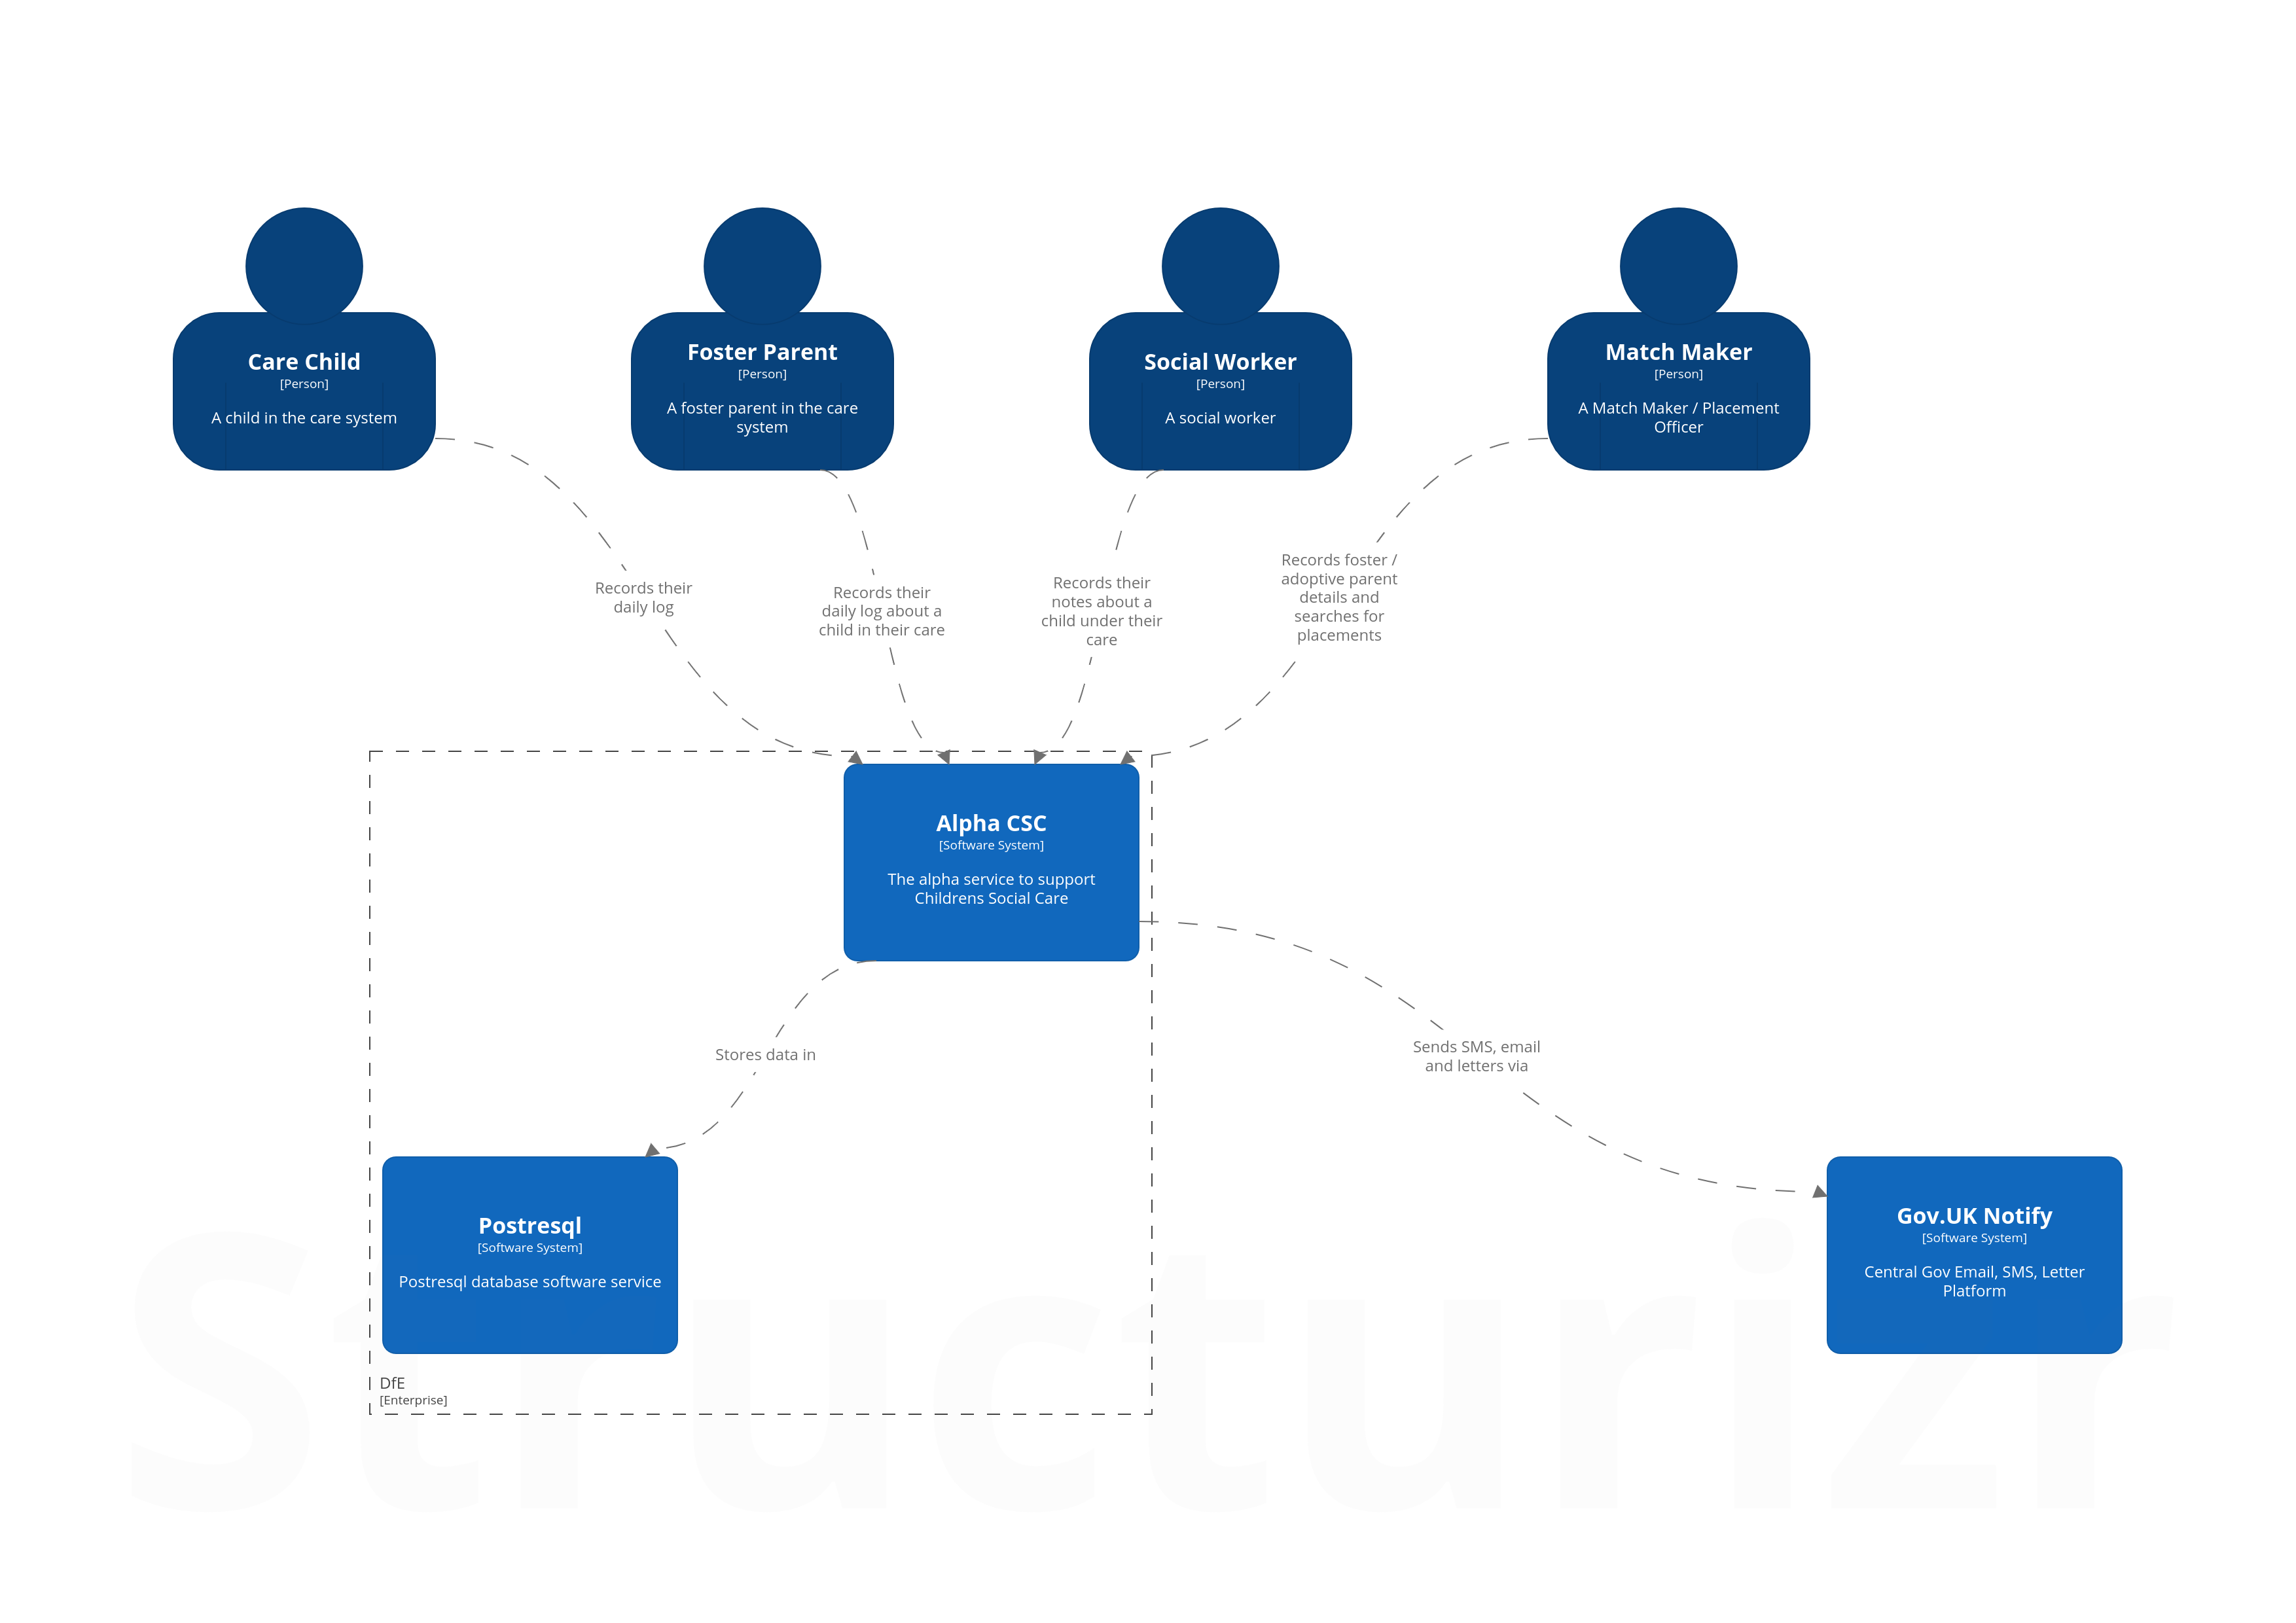 Care Child
[Person]
A child in the care system
Foster Parent
[Person]
A foster parent in the care
system
Social Worker
[Person]
A social worker
Match Maker
[Person]
A Match Maker / Placement
Officer
Records their
daily log
Records their
daily log about a
child in their care
Records their
notes about a
child under their
care
Records foster /
adoptive parent
details and
searches for
placements
Alpha CSC
[Software System]
The alpha service to support
Childrens Social Care
Stores data in
Sends SMS, email
and letters via
Postresql
[Software System]
Postresql database software service
Gov.UK Notify
[Software System]
Central Gov Email, SMS, Letter
Platform
DfE
[Enterprise]
Structurizr